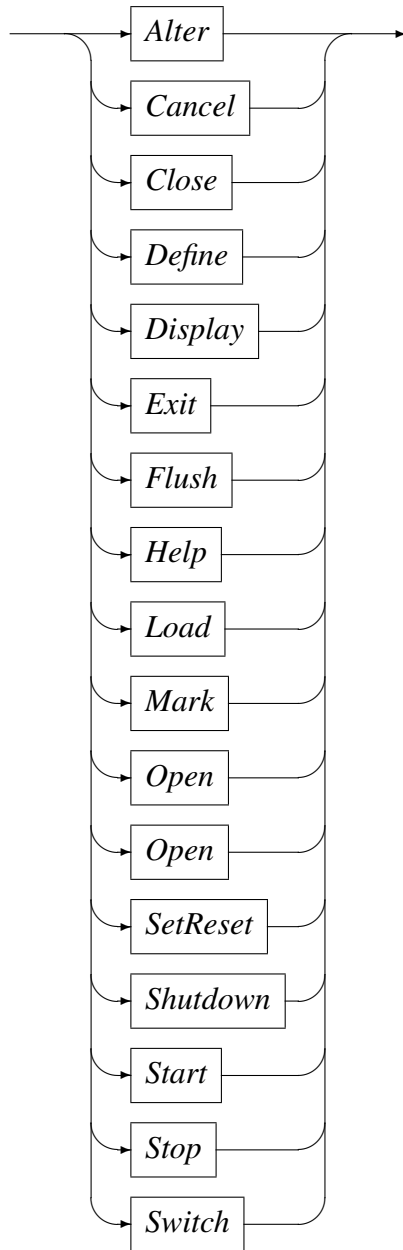 Alter
Cancel
Close
Define
Display
Exit
Flush
Help
Load
Mark
Open
Open
SetReset
Shutdown
Start
Stop
Switch